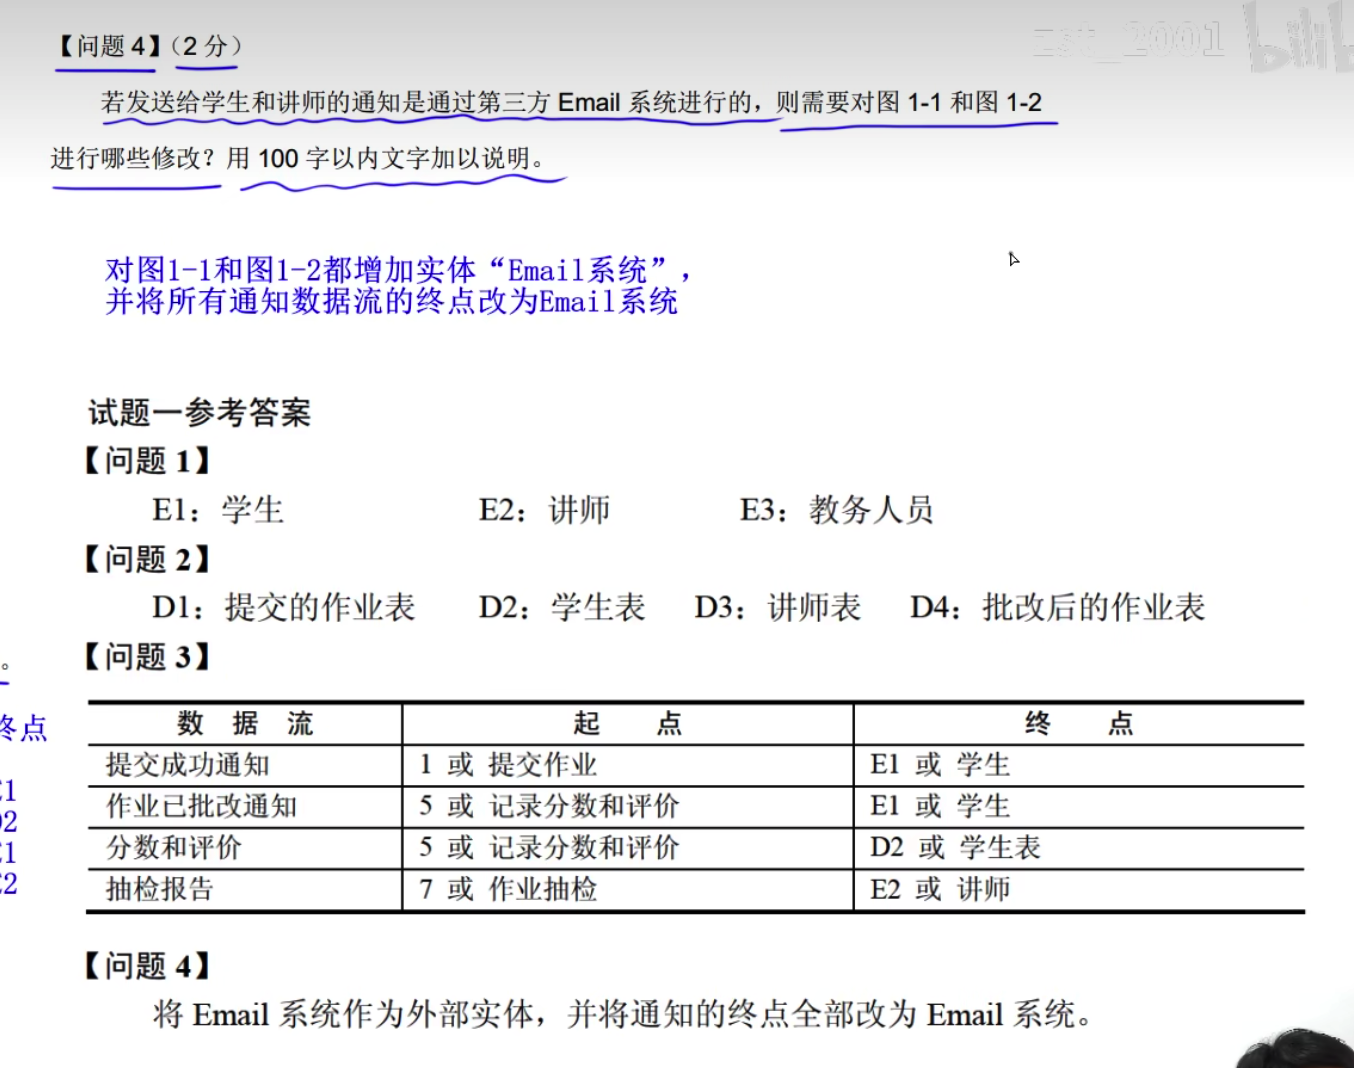 zst_2001 bilib
【问题 4】（2 分）
若发送给学生和讲师的通知是通过第三方 Email 系统进行的，则需要对图 1-1 和图 1-2
进行哪些修改？用 100 字以内文字加以说明。
对图1-1和图1-2都增加实体“Email系统”，
并将所有通知数据流的终点改为Email系统
试题一参考答案
【问题 1】
E1：学生 E2：讲师 E3：教务人员
【问题 2】
D1：提交的作业表 D2：学生表 D3：讲师表 D4：批改后的作业表
。
【问题 3】
终点
数 据 流 起 点 终 点
提交成功通知 1 或 提交作业 E1 或 学生
E1
作业已批改通知 5 或 记录分数和评价 E1 或 学生
D2
分数和评价 5 或 记录分数和评价 D2 或 学生表
E1
抽检报告 7 或 作业抽检 E2 或 讲师
E2
【问题 4】
将 Email 系统作为外部实体，并将通知的终点全部改为 Email 系统。